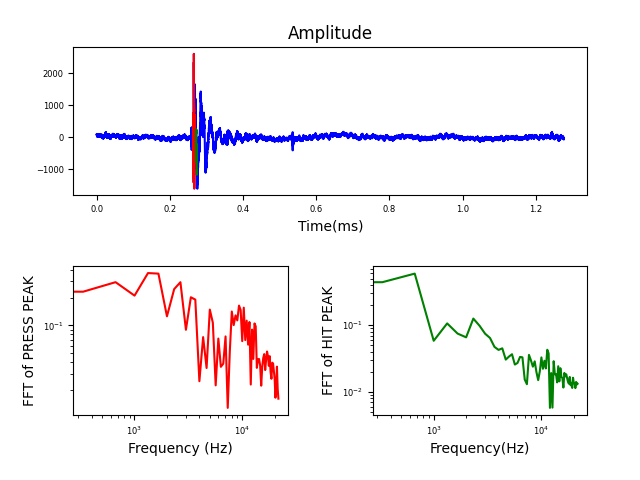 Amplitude
2000
1000
0
−1000
0.0 0.2 0.4 0.6 0.8 1.0 1.2
Time(ms)
FFT of PRESS PEAK
10⁻¹
10³ 10⁴
Frequency (Hz)
FFT of HIT PEAK
10⁻¹
10⁻²
10³ 10⁴
Frequency(Hz)